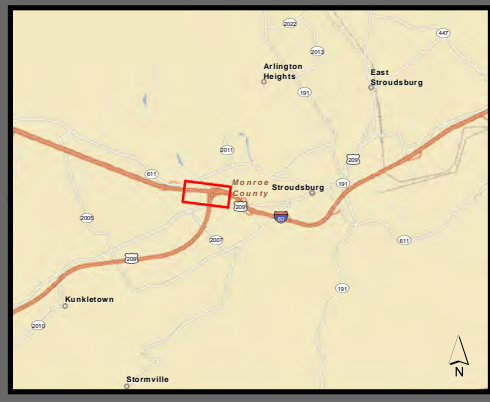 2022
447
2013
Arlington
Heights
East
Stroudsburg
191
2011
209
611
Monroe
County
Stroudsburg
191
2005
209
80
2007
611
209
191
Kunkletown
2010
Stormville
N